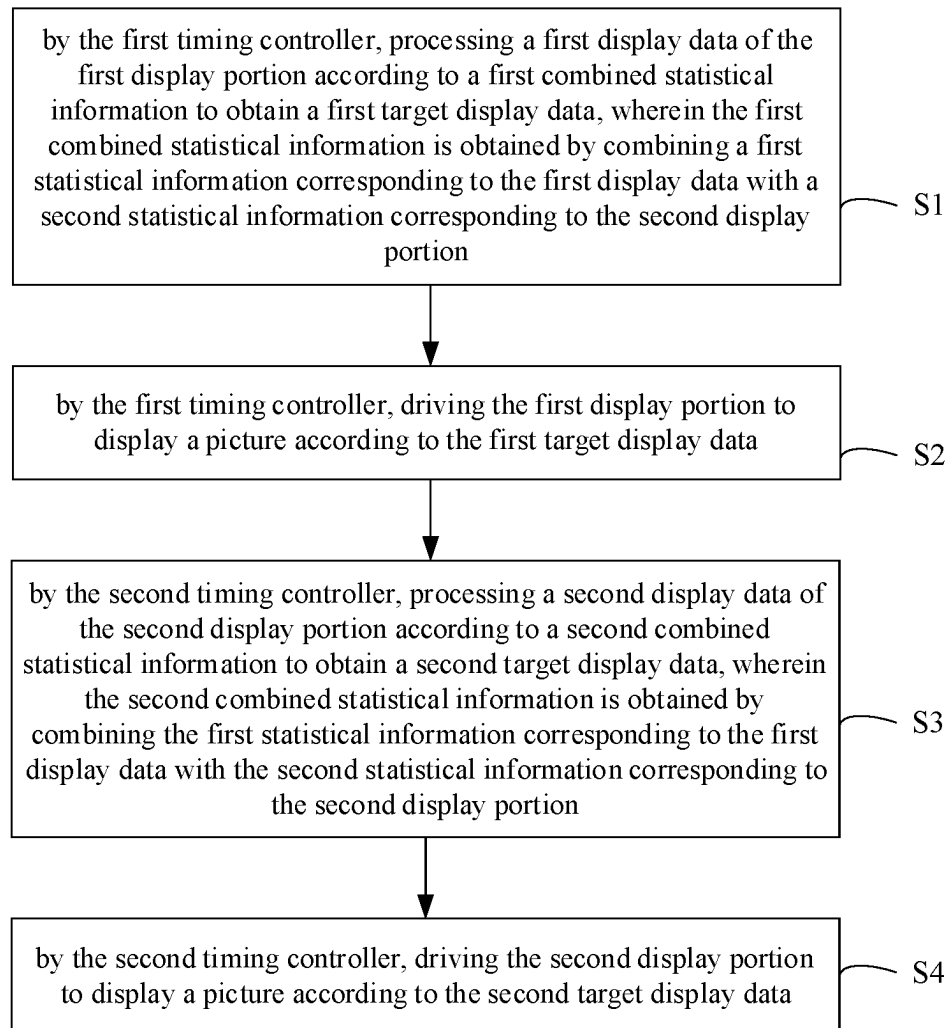 by the first timing controller, processing a first display data of the
first display portion according to a first combined statistical
information to obtain a first target display data, wherein the first
combined statistical information is obtained by combining a first
statistical information corresponding to the first display data with a
second statistical information corresponding to the second display
portion
S1
by the first timing controller, driving the first display portion to
display a picture according to the first target display data
S2
by the second timing controller, processing a second display data of
the second display portion according to a second combined
statistical information to obtain a second target display data, wherein
the second combined statistical information is obtained by
combining the first statistical information corresponding to the first
display data with the second statistical information corresponding to
the second display portion
S3
by the second timing controller, driving the second display portion
to display a picture according to the second target display data
S4